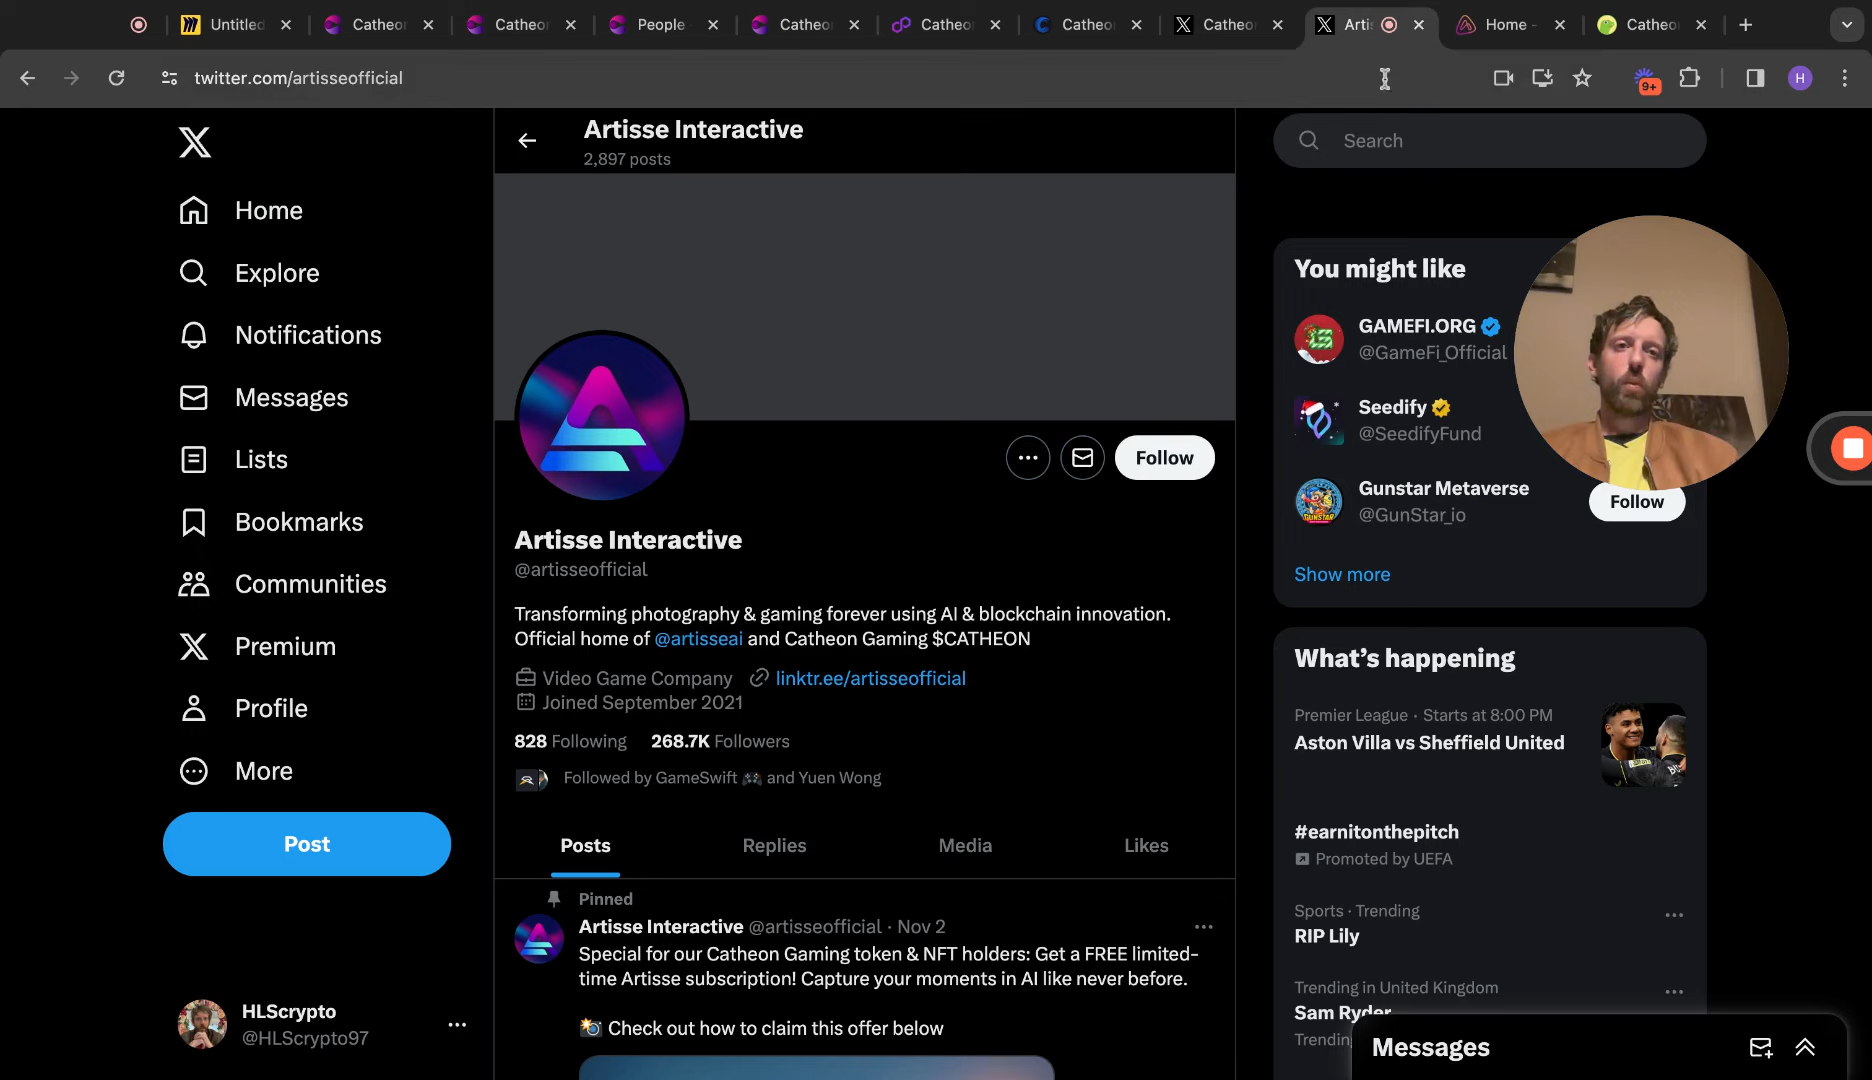 Untitled
Catheon
Catheon
People
Catheon
Catheon
Catheon
Catheon
Artis
Home -
Catheon
twitter.com/artisseofficial
9+
H
Artisse Interactive
2,897 posts
Search
Home
Explore
Notifications
Messages
Lists
Bookmarks
Communities
Premium
Profile
More
Post
HLScrypto
@HLScrypto97
Follow
Artisse Interactive
@artisseofficial
Transforming photography & gaming forever using AI & blockchain innovation.
Official home of @artisseai and Catheon Gaming $CATHEON
Video Game Company linktr.ee/artisseofficial
Joined September 2021
828 Following 268.7K Followers
Followed by GameSwift 🎮 and Yuen Wong
Posts Replies Media Likes
Pinned
Artisse Interactive @artisseofficial · Nov 2
Special for our Catheon Gaming token & NFT holders: Get a FREE limited-
time Artisse subscription! Capture your moments in AI like never before.
📸 Check out how to claim this offer below
You might like
GAMEFI.ORG
@GameFi_Official
Seedify
@SeedifyFund
Gunstar Metaverse
@GunStar_io
Follow
Show more
What's happening
Premier League · Starts at 8:00 PM
Aston Villa vs Sheffield United
#earnitonthepitch
Promoted by UEFA
Sports · Trending
RIP Lily
Trending in United Kingdom
Sam Ryder
Trending
Messages